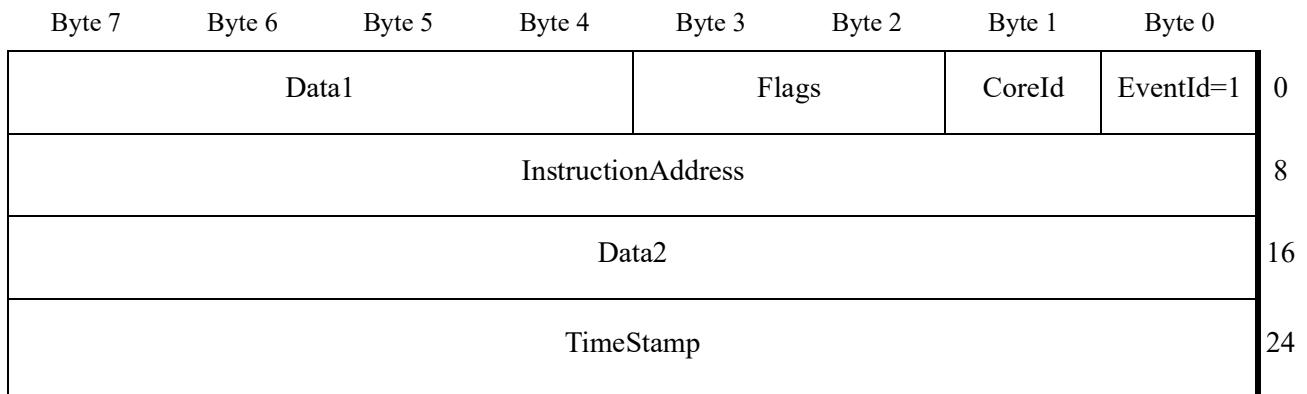 Byte 7 Byte 6 Byte 5 Byte 4 Byte 3 Byte 2 Byte 1 Byte 0
Data1 Flags CoreId EventId=1 0
InstructionAddress 8
Data2 16
TimeStamp 24